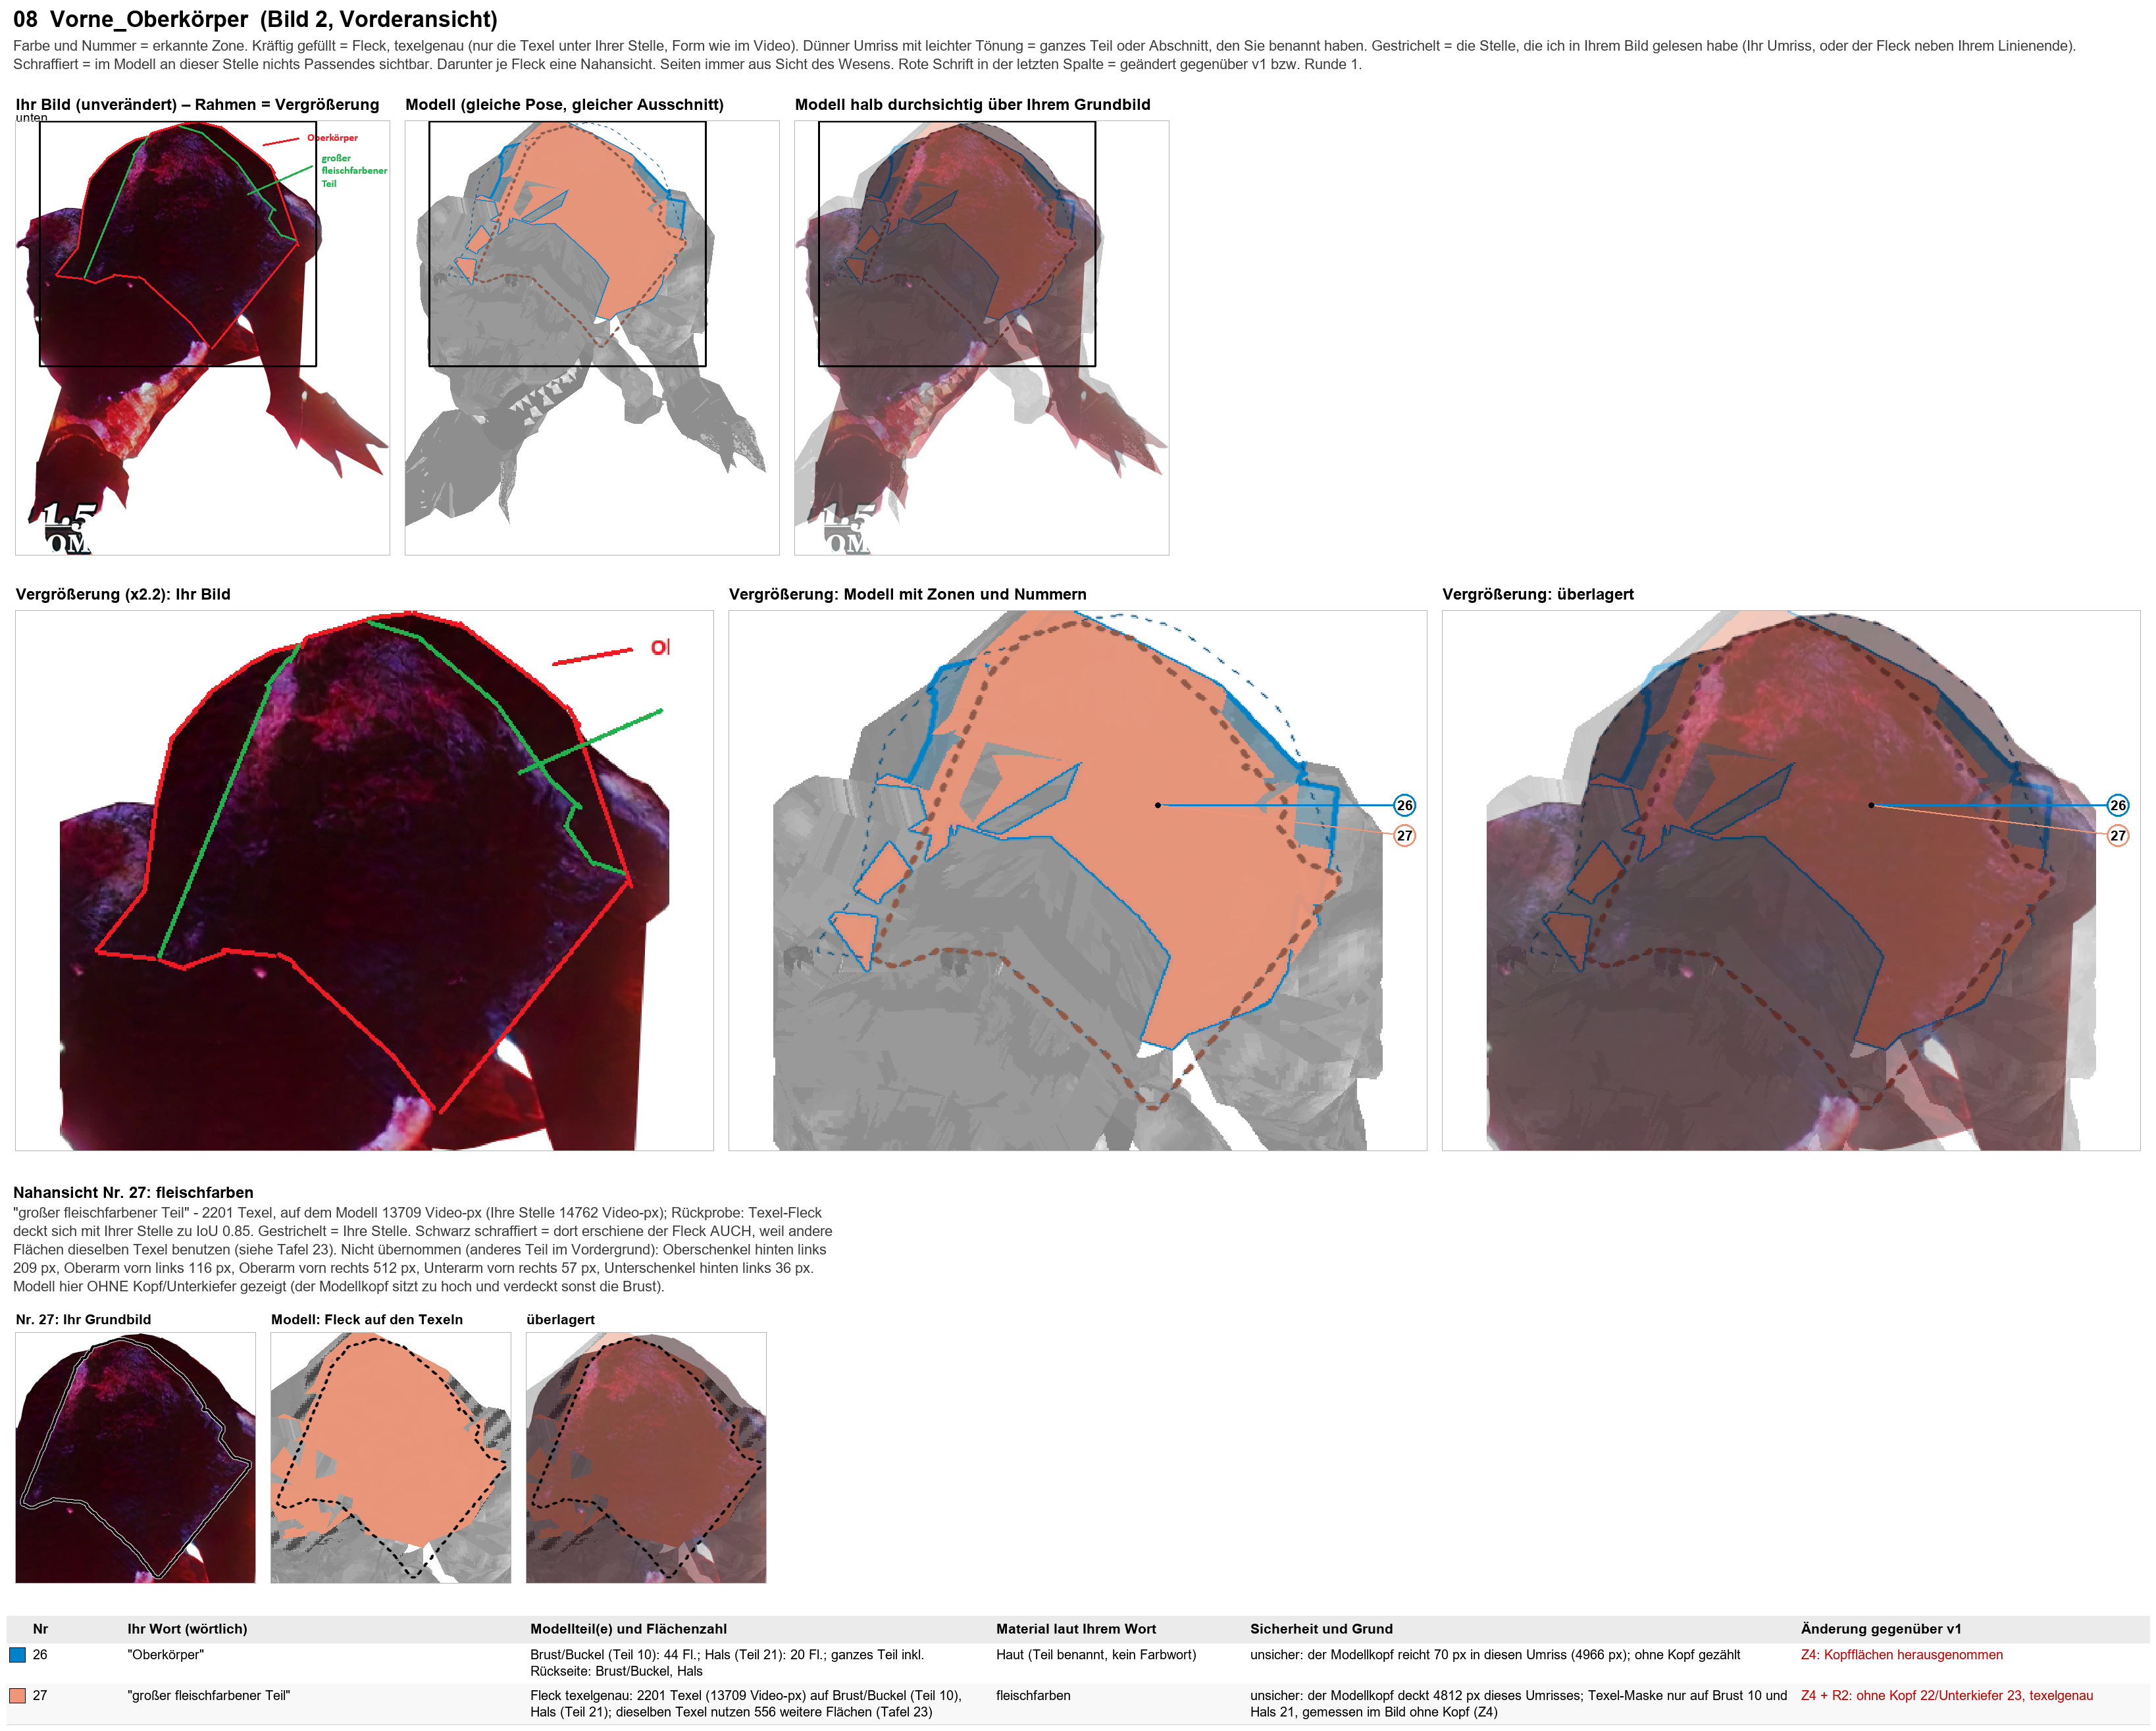 08  Vorne_Oberkörper  (Bild 2, Vorderansicht)
Farbe und Nummer = erkannte Zone. Kräftig gefüllt = Fleck, texelgenau (nur die Texel unter Ihrer Stelle, Form wie im Video). Dünner Umriss mit leichter Tönung = ganzes Teil oder Abschnitt, den Sie benannt haben. Gestrichelt = die Stelle, die ich in Ihrem Bild gelesen habe (Ihr Umriss, oder der Fleck neben Ihrem Linienende).
Schraffiert = im Modell an dieser Stelle nichts Passendes sichtbar. Darunter je Fleck eine Nahansicht. Seiten immer aus Sicht des Wesens. Rote Schrift in der letzten Spalte = geändert gegenüber v1 bzw. Runde 1.
Ihr Bild (unverändert) – Rahmen = Vergrößerung
Modell (gleiche Pose, gleicher Ausschnitt)
Modell halb durchsichtig über Ihrem Grundbild
unten
Oberkörper
großer
fleischfarbener
Teil
1.5
OM
1.5
OM
Vergrößerung (x2.2): Ihr Bild
Vergrößerung: Modell mit Zonen und Nummern
Vergrößerung: überlagert
26
27
26
27
Nahansicht Nr. 27: fleischfarben
"großer fleischfarbener Teil" - 2201 Texel, auf dem Modell 13709 Video-px (Ihre Stelle 14762 Video-px); Rückprobe: Texel-Fleck
deckt sich mit Ihrer Stelle zu IoU 0.85. Gestrichelt = Ihre Stelle. Schwarz schraffiert = dort erschiene der Fleck AUCH, weil andere
Flächen dieselben Texel benutzen (siehe Tafel 23). Nicht übernommen (anderes Teil im Vordergrund): Oberschenkel hinten links
209 px, Oberarm vorn links 116 px, Oberarm vorn rechts 512 px, Unterarm vorn rechts 57 px, Unterschenkel hinten links 36 px.
Modell hier OHNE Kopf/Unterkiefer gezeigt (der Modellkopf sitzt zu hoch und verdeckt sonst die Brust).
Nr. 27: Ihr Grundbild
Modell: Fleck auf den Texeln
überlagert
Nr
Ihr Wort (wörtlich)
Modellteil(e) und Flächenzahl
Material laut Ihrem Wort
Sicherheit und Grund
Änderung gegenüber v1
26
"Oberkörper"
Brust/Buckel (Teil 10): 44 Fl.; Hals (Teil 21): 20 Fl.; ganzes Teil inkl.
Rückseite: Brust/Buckel, Hals
Haut (Teil benannt, kein Farbwort)
unsicher: der Modellkopf reicht 70 px in diesen Umriss (4966 px); ohne Kopf gezählt
Z4: Kopfflächen herausgenommen
27
"großer fleischfarbener Teil"
Fleck texelgenau: 2201 Texel (13709 Video-px) auf Brust/Buckel (Teil 10),
Hals (Teil 21); dieselben Texel nutzen 556 weitere Flächen (Tafel 23)
fleischfarben
unsicher: der Modellkopf deckt 4812 px dieses Umrisses; Texel-Maske nur auf Brust 10 und
Hals 21, gemessen im Bild ohne Kopf (Z4)
Z4 + R2: ohne Kopf 22/Unterkiefer 23, texelgenau